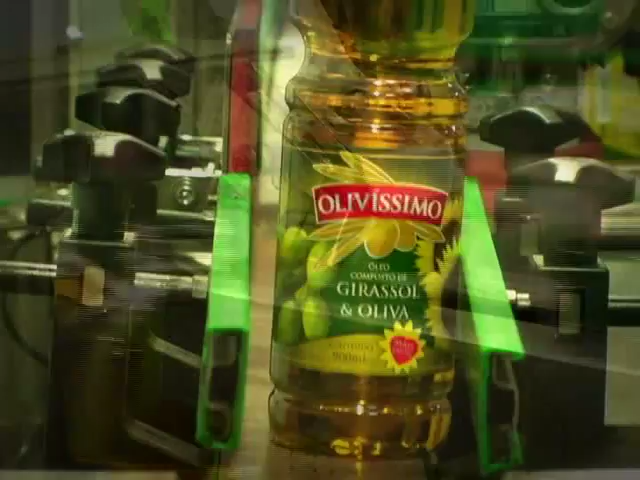 OLIVÍSSIMO
ÓLEO
COMPOSTO DE
GIRASSOL
& OLIVA
900ml